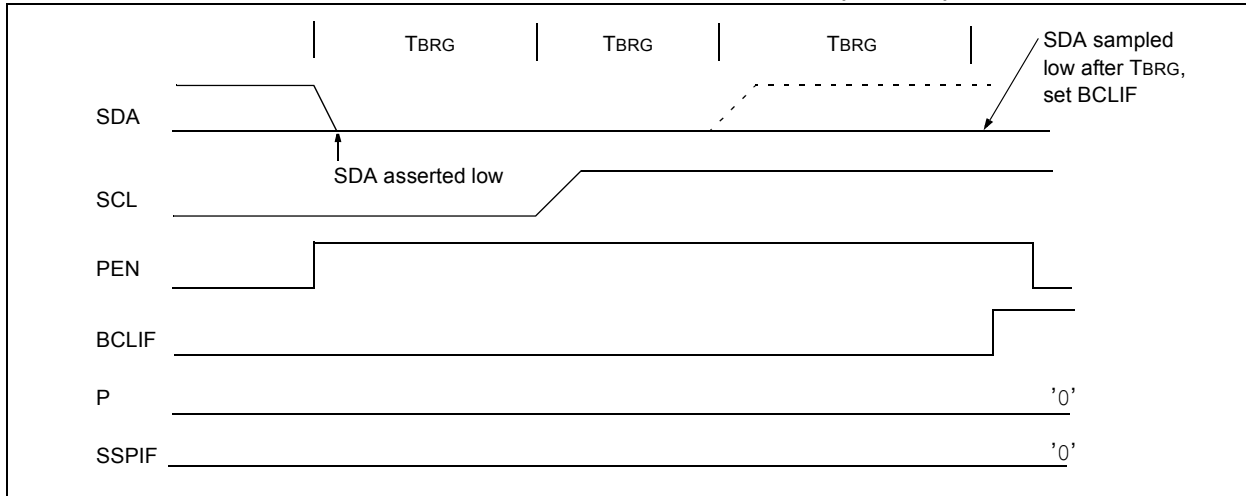 TBRG TBRG TBRG
SDA sampled
low after TBRG,
set BCLIF
SDA
SDA asserted low
SCL
PEN
BCLIF
P '0'
SSPIF '0'